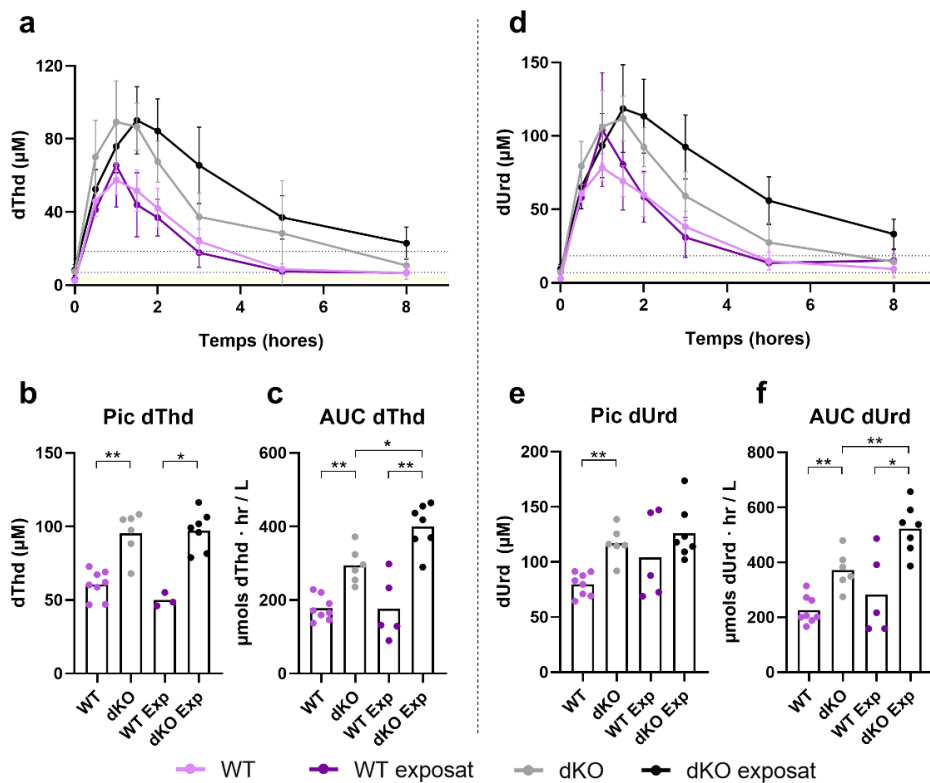 a
dThd (µM)
120
80
40
0
0
2
4
6
8
Temps (hores)
d
dUrd (µM)
150
100
50
0
0
2
4
6
8
Temps (hores)
b
Pic dThd
dThd (µM)
150
100
50
0
**
*
WT
dKO
WT Exp
dKO Exp
c
AUC dThd
µmols dThd · hr / L
600
400
200
0
**
*
**
WT
dKO
WT Exp
dKO Exp
e
Pic dUrd
dUrd (µM)
200
150
100
50
0
**
WT
dKO
WT Exp
dKO Exp
f
AUC dUrd
µmols dUrd · hr / L
800
600
400
200
0
**
**
*
WT
dKO
WT Exp
dKO Exp
WT
WT exposat
dKO
dKO exposat